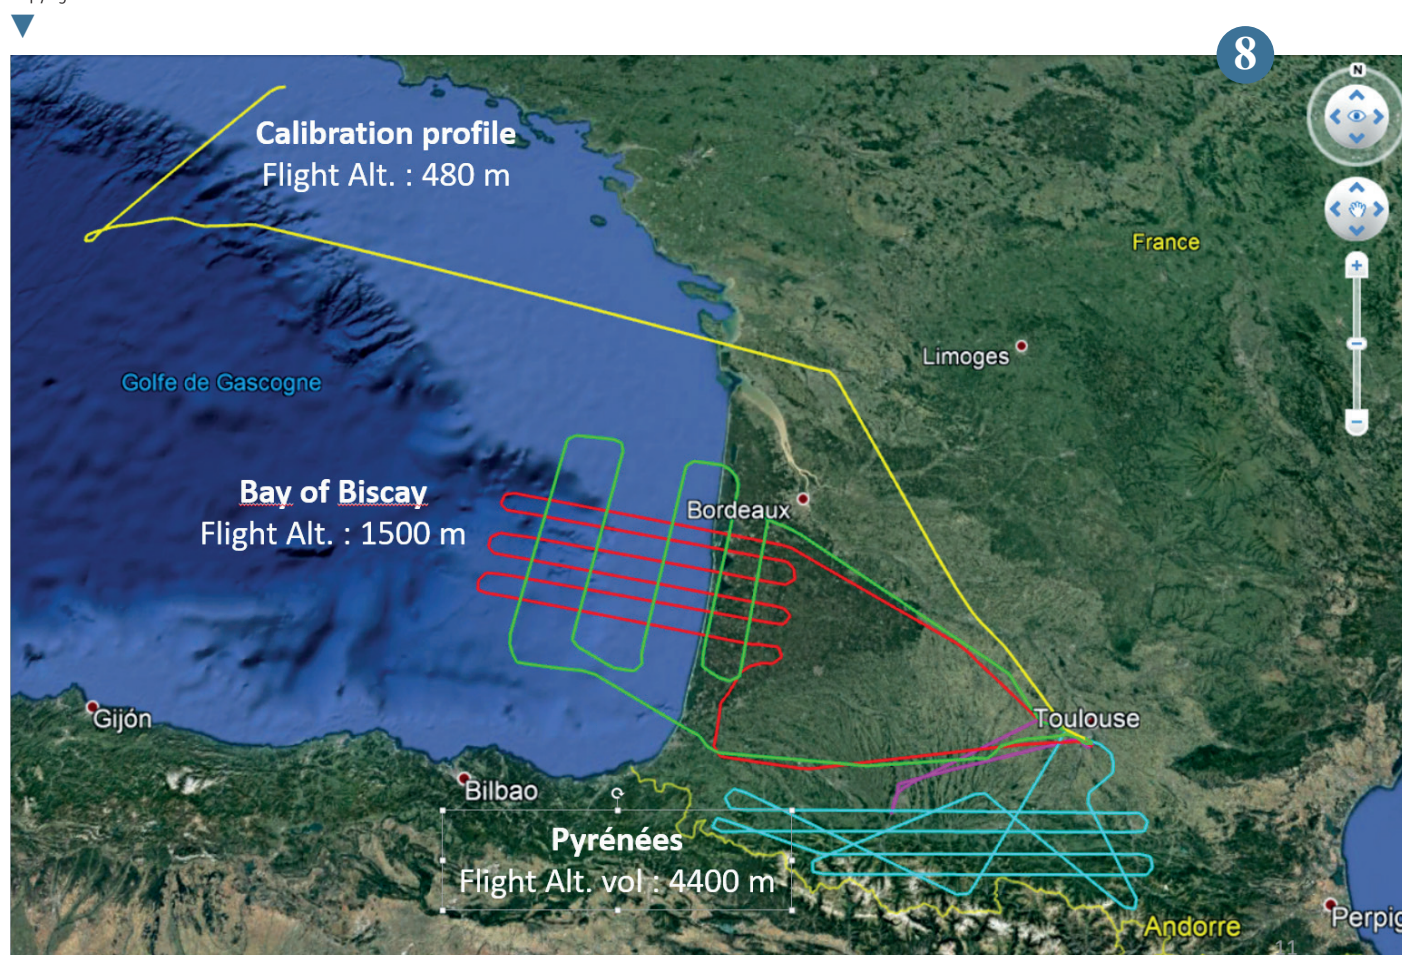 8
N
Calibration profile
Flight Alt. : 480 m
France
Limoges
Golfe de Gascogne
Bay of Biscay
Flight Alt. : 1500 m
Bordeaux
Toulouse
Gijón
Bilbao
Pyrénées
Flight Alt. vol : 4400 m
Andorre
Perpig
11